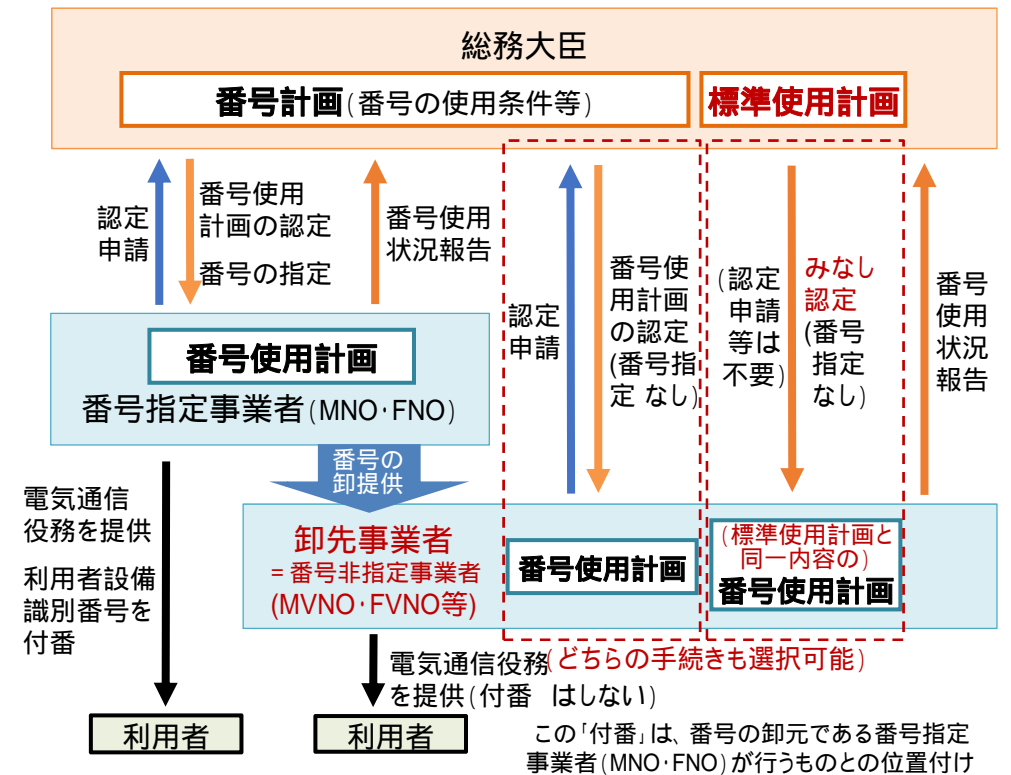 総務大臣
番号計画(番号の使用条件等)
標準使用計画
認定
申請
番号使用
計画の認定
番号の指定
番号使用
状況報告
認定
申請
番号使
用計画
の認定
(番号指
定 なし)
(認定
申請
等は
不要)
みなし
認定
(番号
指定
なし)
番号
使用
状況
報告
番号使用計画
番号指定事業者(MNO・FNO)
番号の
卸提供
電気通信
役務を提供
利用者設備
識別番号を
付番
卸先事業者
= 番号非指定事業者
(MVNO・FVNO等)
番号使用計画
(標準使用計画と
同一内容の)
番号使用計画
電気通信役務
を提供(付番 はしない)
(どちらの手続きも選択可能)
利用者
利用者
この「付番」は、番号の卸元である番号指定
事業者(MNO・FNO)が行うものとの位置付け